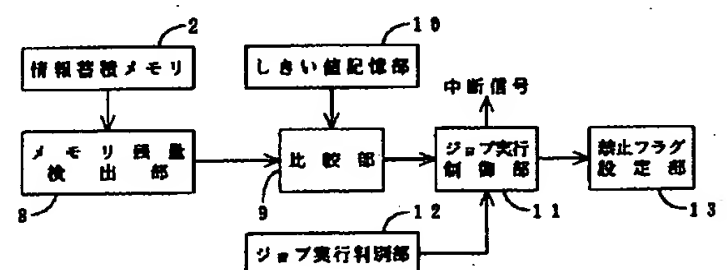 2
10
情報蓄積メモリ
しきい値記憶部
中断信号
メモリ残量
検出部
比較部
ジョブ実行
制御部
禁止フラグ
設定部
8
9
12
11
13
ジョブ実行判別部